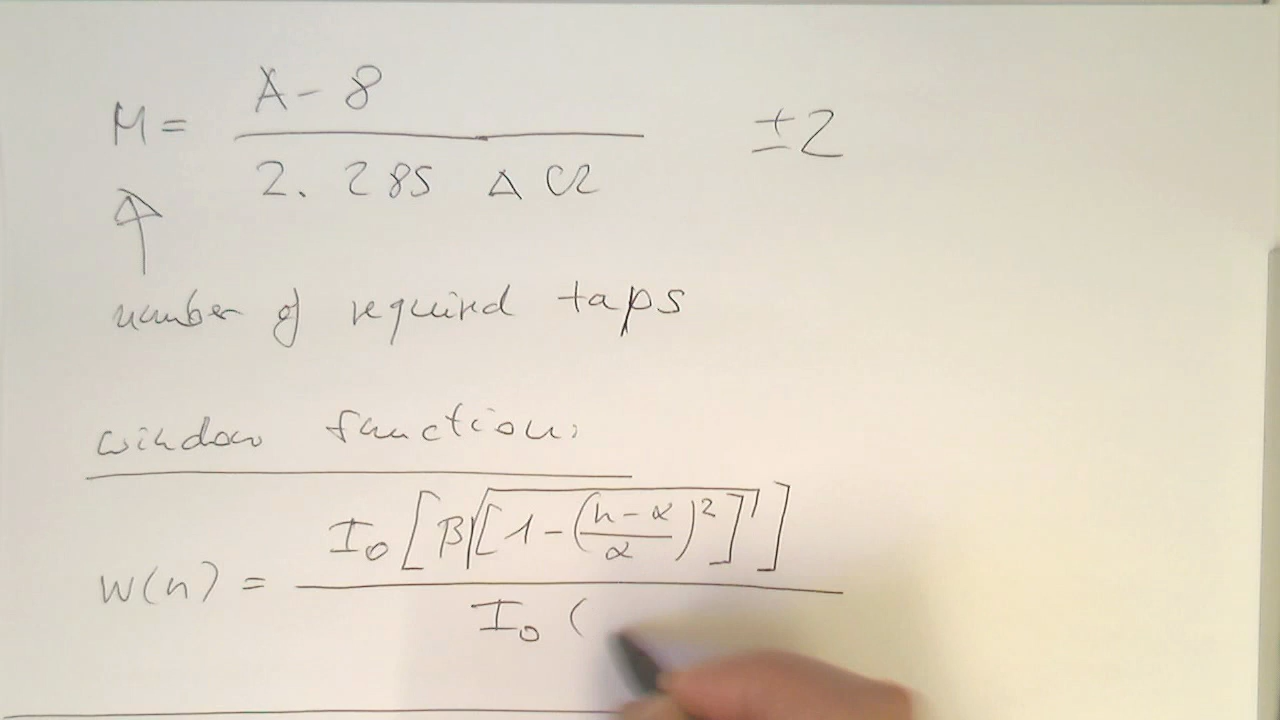 M = (A - 8) / (2.285 ΔΩ) ±2
↑
number of required taps
window function:
w(n) = I₀[β√[1-((n-α)/α)²]] / I₀(